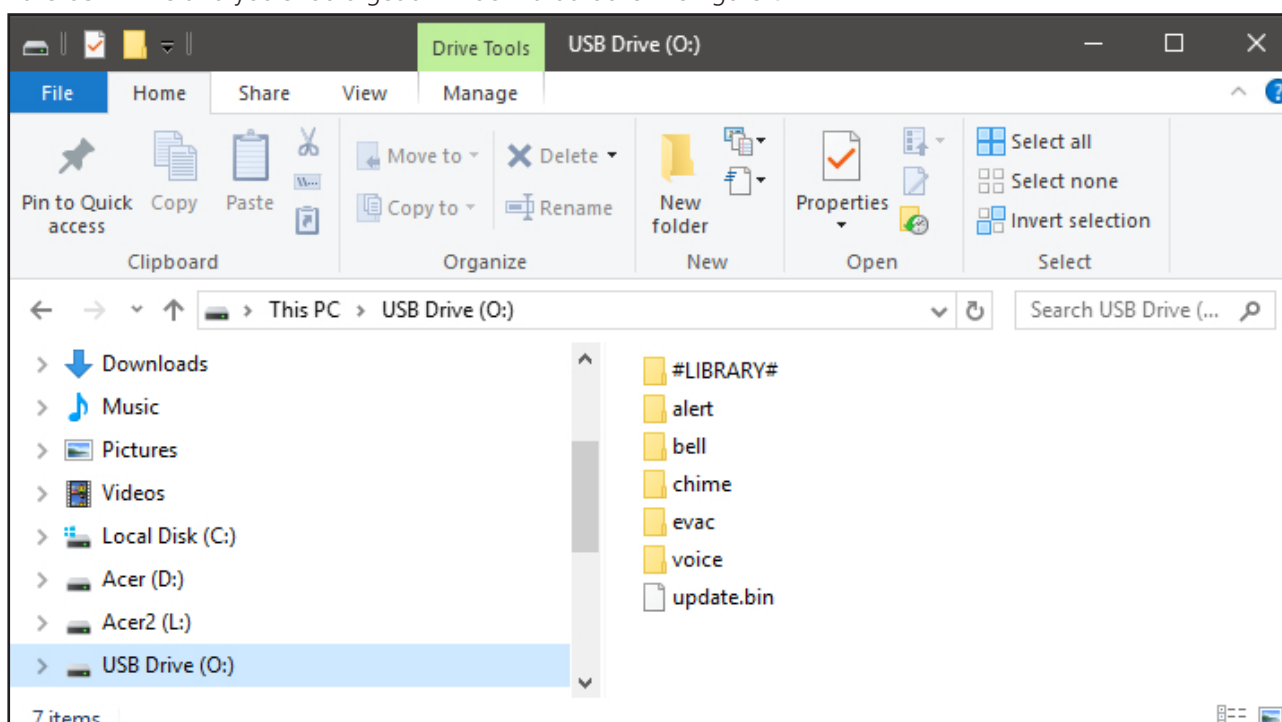 Drive Tools
USB Drive (O:)
File
Home
Share
View
Manage
Pin to Quick access
Copy
Paste
Clipboard
Move to
Copy to
Delete
Rename
Organize
New folder
New
Properties
Open
Select all
Select none
Invert selection
Select
This PC > USB Drive (O:)
Search USB Drive (...
Downloads
Music
Pictures
Videos
Local Disk (C:)
Acer (D:)
Acer2 (L:)
USB Drive (O:)
#LIBRARY#
alert
bell
chime
evac
voice
update.bin
7 items